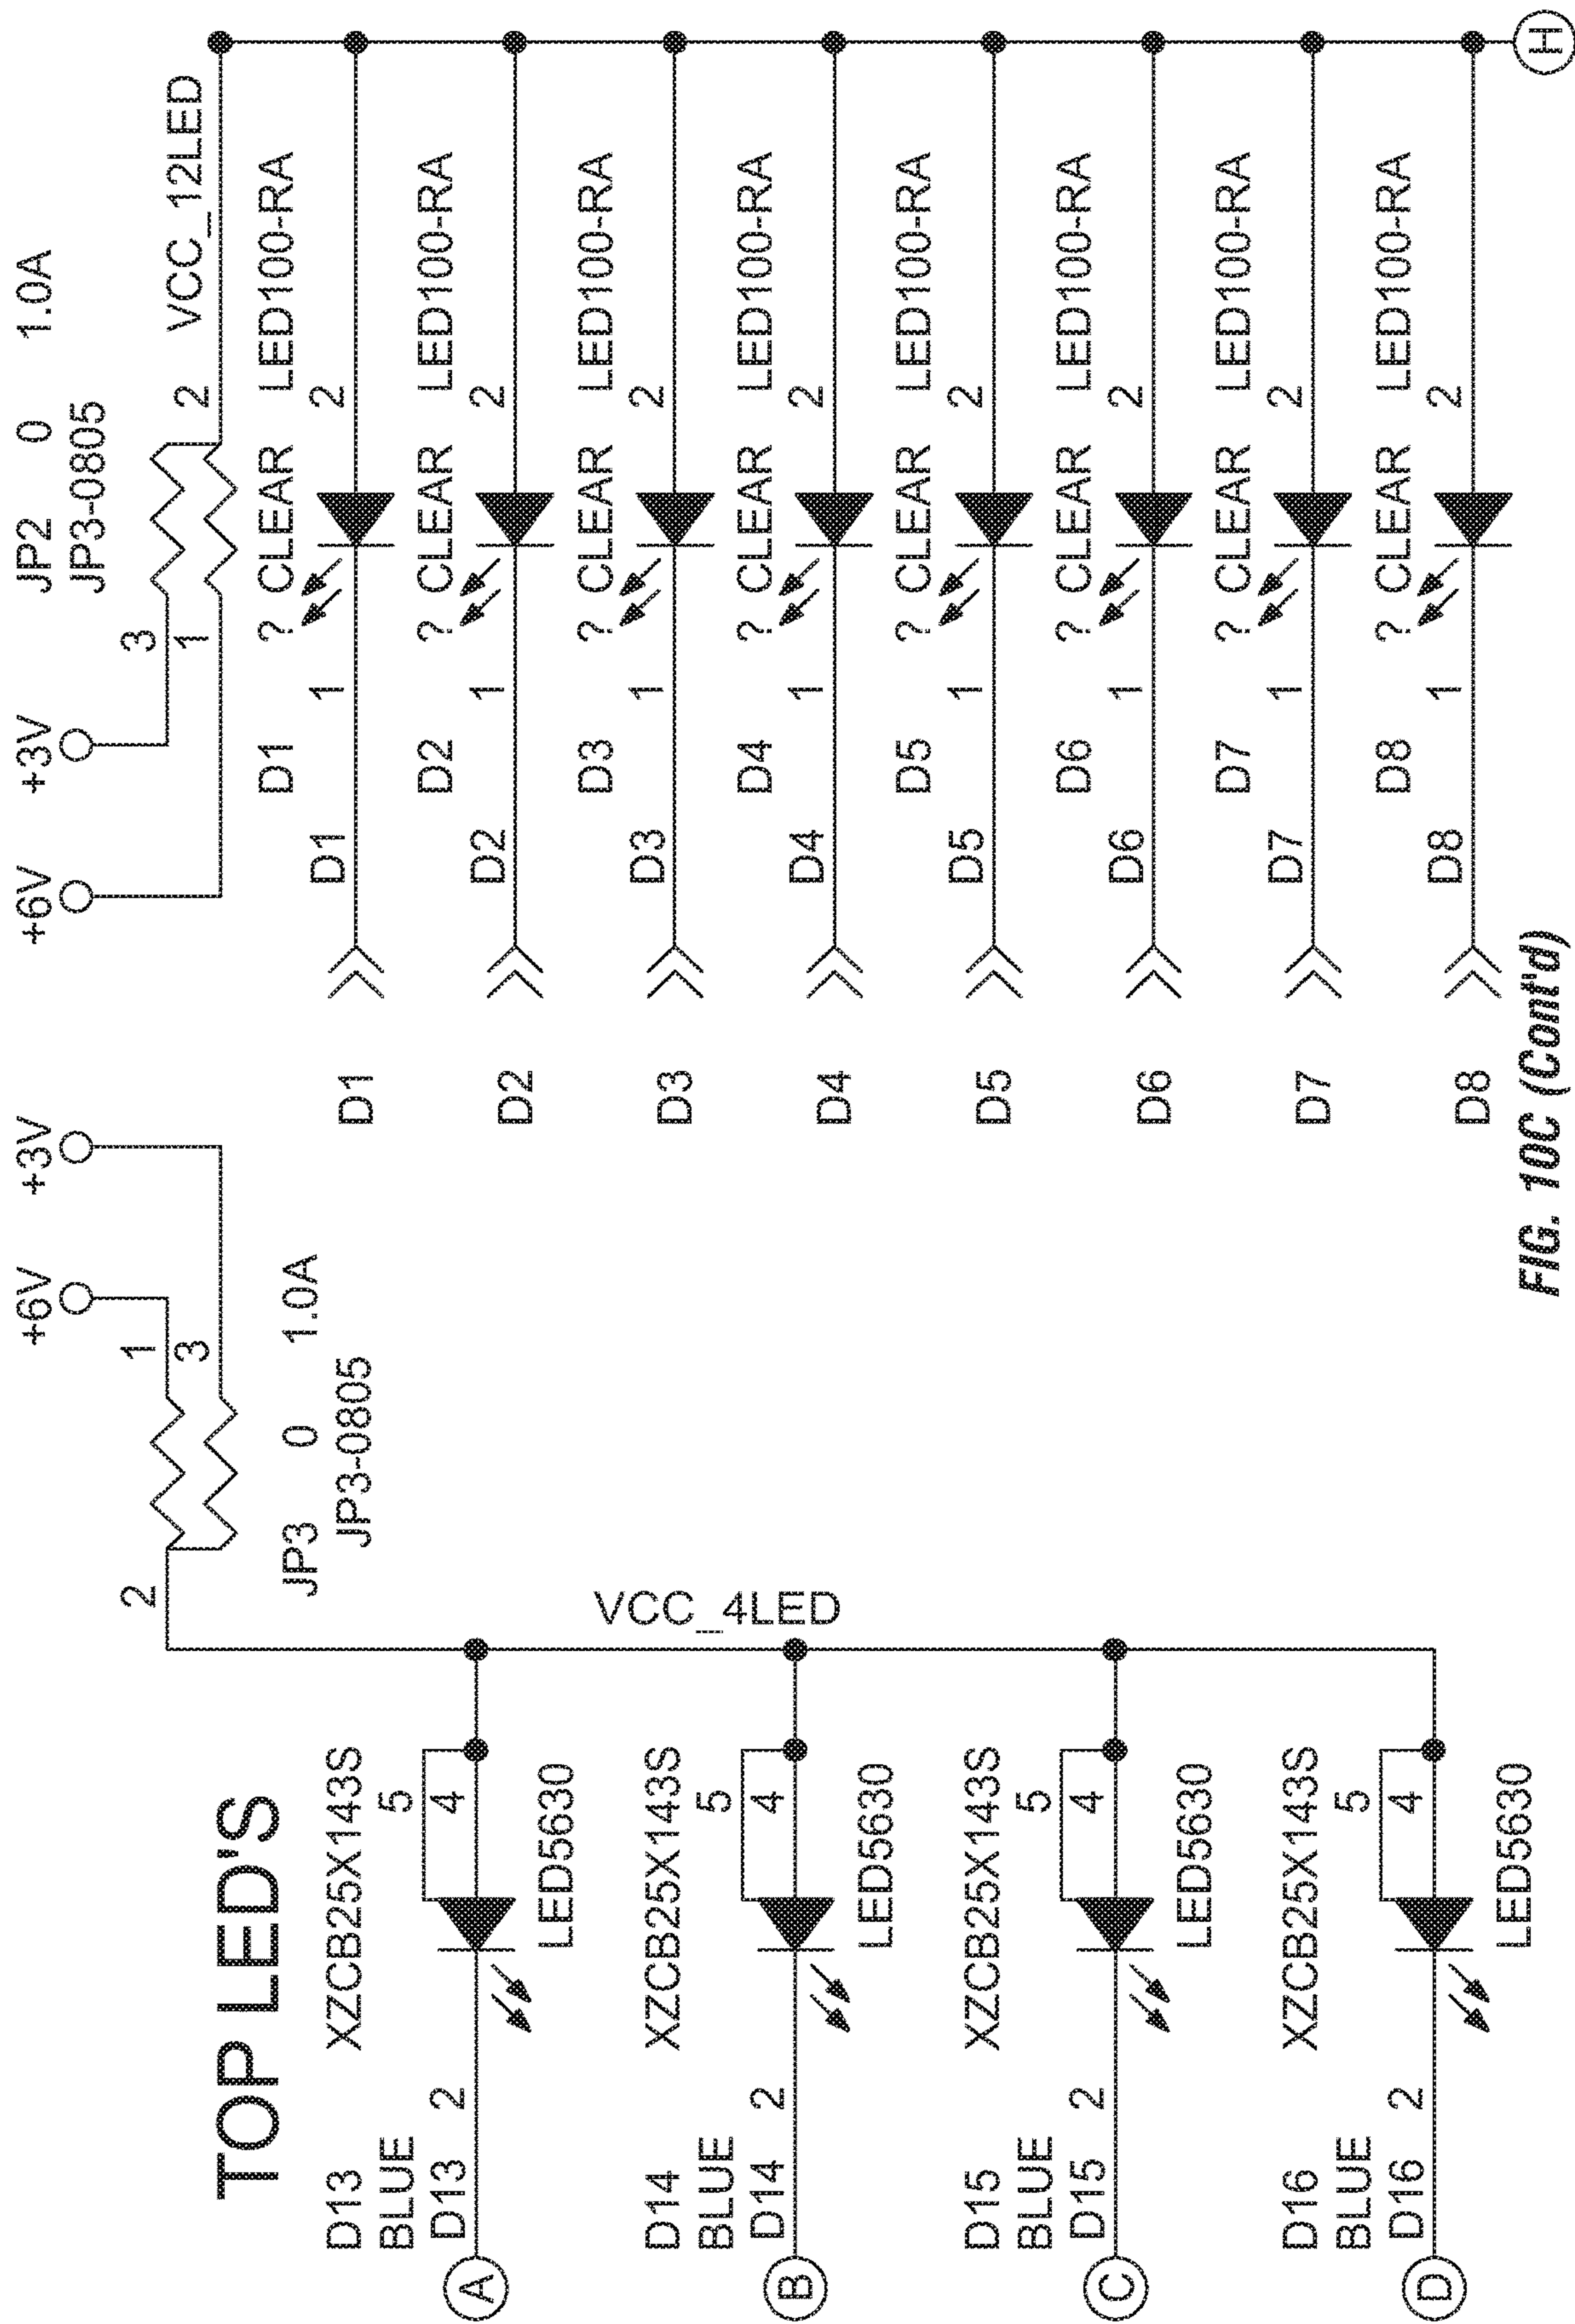 TOP LED'S
2
1
3
+6V
+3V
JP3 0 1.0A
JP3-0805
VCC_4LED
D13 XZCB25X143S
BLUE
D13 2
5
4
LED5630
A
D14 XZCB25X143S
BLUE
D14 2
5
4
LED5630
B
D15 XZCB25X143S
BLUE
D15 2
5
4
LED5630
C
D16 XZCB25X143S
BLUE
D16 2
5
4
LED5630
D
+6V
+3V
JP2 0 1.0A
JP3-0805
3
1
2
VCC_12LED
D1 ? CLEAR LED100-RA
D1 D1 1 2
D2 ? CLEAR LED100-RA
D2 D2 1 2
D3 ? CLEAR LED100-RA
D3 D3 1 2
D4 ? CLEAR LED100-RA
D4 D4 1 2
D5 ? CLEAR LED100-RA
D5 D5 1 2
D6 ? CLEAR LED100-RA
D6 D6 1 2
D7 ? CLEAR LED100-RA
D7 D7 1 2
D8 ? CLEAR LED100-RA
D8 D8 1 2
H
FIG. 10C (Cont'd)